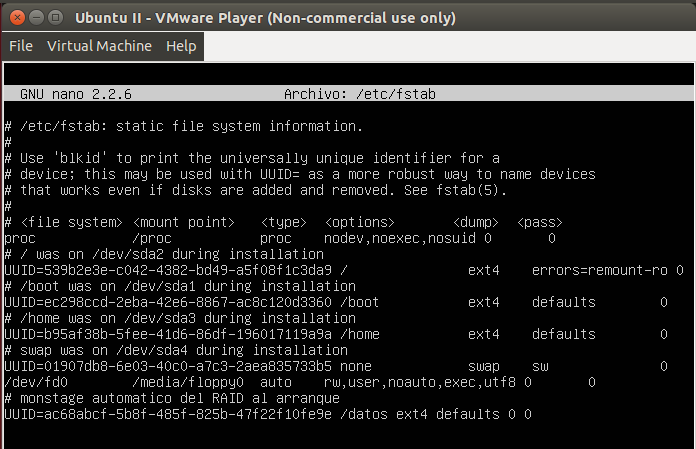 Ubuntu II - VMware Player (Non-commercial use only)
File Virtual Machine Help
GNU nano 2.2.6 Archivo: /etc/fstab
# /etc/fstab: static file system information.
#
# Use 'blkid' to print the universally unique identifier for a
# device; this may be used with UUID= as a more robust way to name devices
# that works even if disks are added and removed. See fstab(5).
#
# <file system> <mount point> <type> <options> <dump> <pass>
proc /proc proc nodev,noexec,nosuid 0 0
# / was on /dev/sda2 during installation
UUID=539b2e3e-c042-4382-bd49-a5f08f1c3da9 / ext4 errors=remount-ro 0
# /boot was on /dev/sda1 during installation
UUID=ec298ccd-2eba-42e6-8867-ac8c120d3360 /boot ext4 defaults 0
# /home was on /dev/sda3 during installation
UUID=b95af38b-5fee-41d6-86df-196017119a9a /home ext4 defaults 0
# swap was on /dev/sda4 during installation
UUID=01907db8-6e03-40c0-a7c3-2aea835733b5 none swap sw 0
/dev/fd0 /media/floppy0 auto rw,user,noauto,exec,utf8 0 0
# monstage automatico del RAID al arranque
UUID=ac68abcf-5b8f-485f-825b-47f22f10fe9e /datos ext4 defaults 0 0